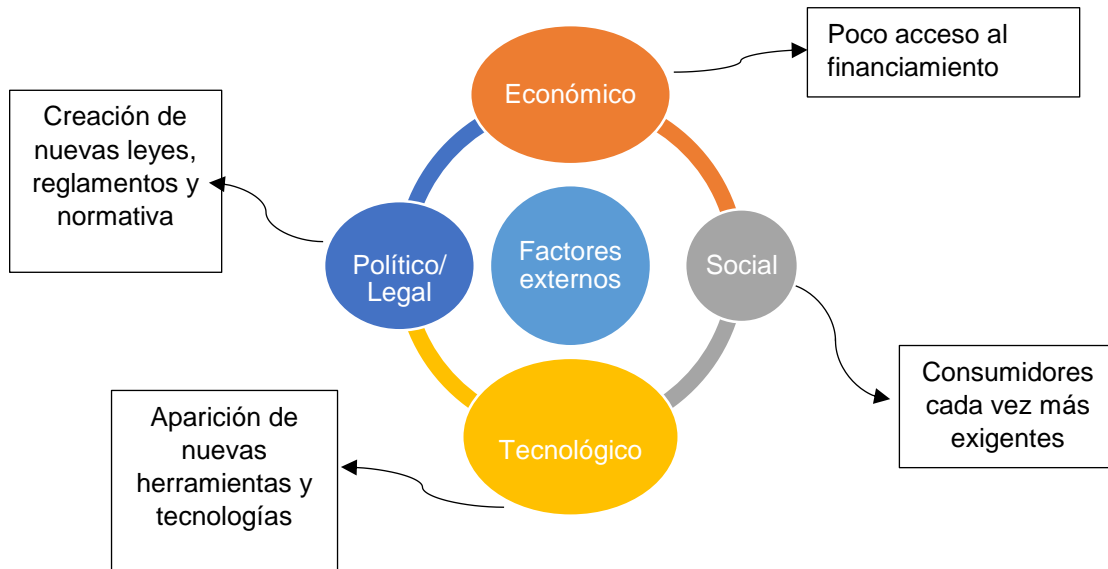 Poco acceso al
financiamiento
Económico
Creación de
nuevas leyes,
reglamentos y
normativa
Político/
Legal
Factores
externos
Social
Consumidores
cada vez más
exigentes
Tecnológico
Aparición de
nuevas
herramientas y
tecnologías